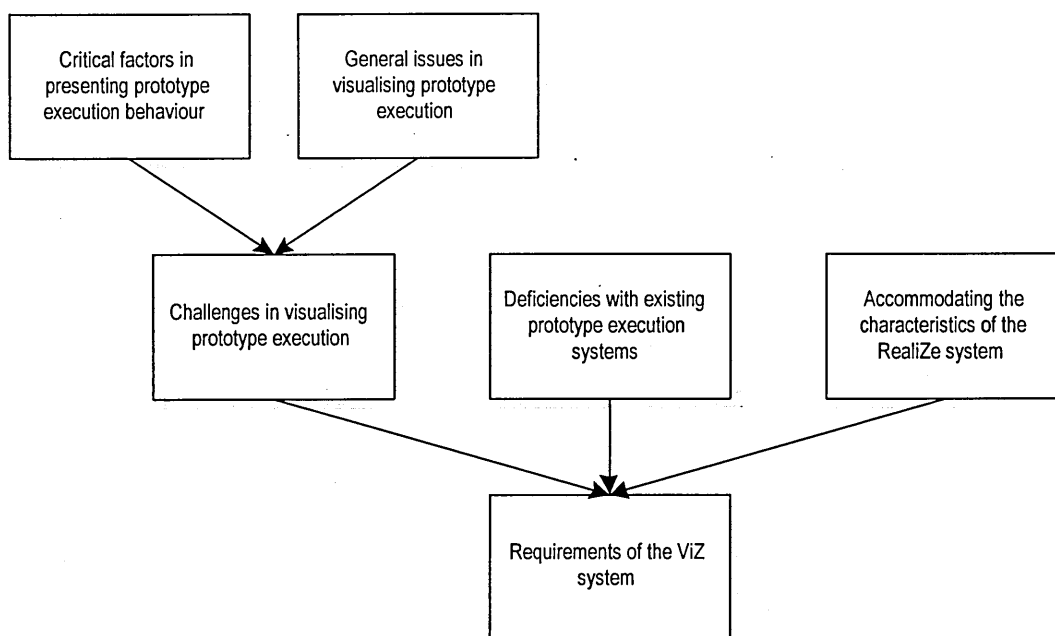 Critical factors in
presenting prototype
execution behaviour
General issues in
visualising prototype
execution
Challenges in visualising
prototype execution
Deficiencies with existing
prototype execution
systems
Accommodating the
characteristics of the
RealiZe system
Requirements of the ViZ
system